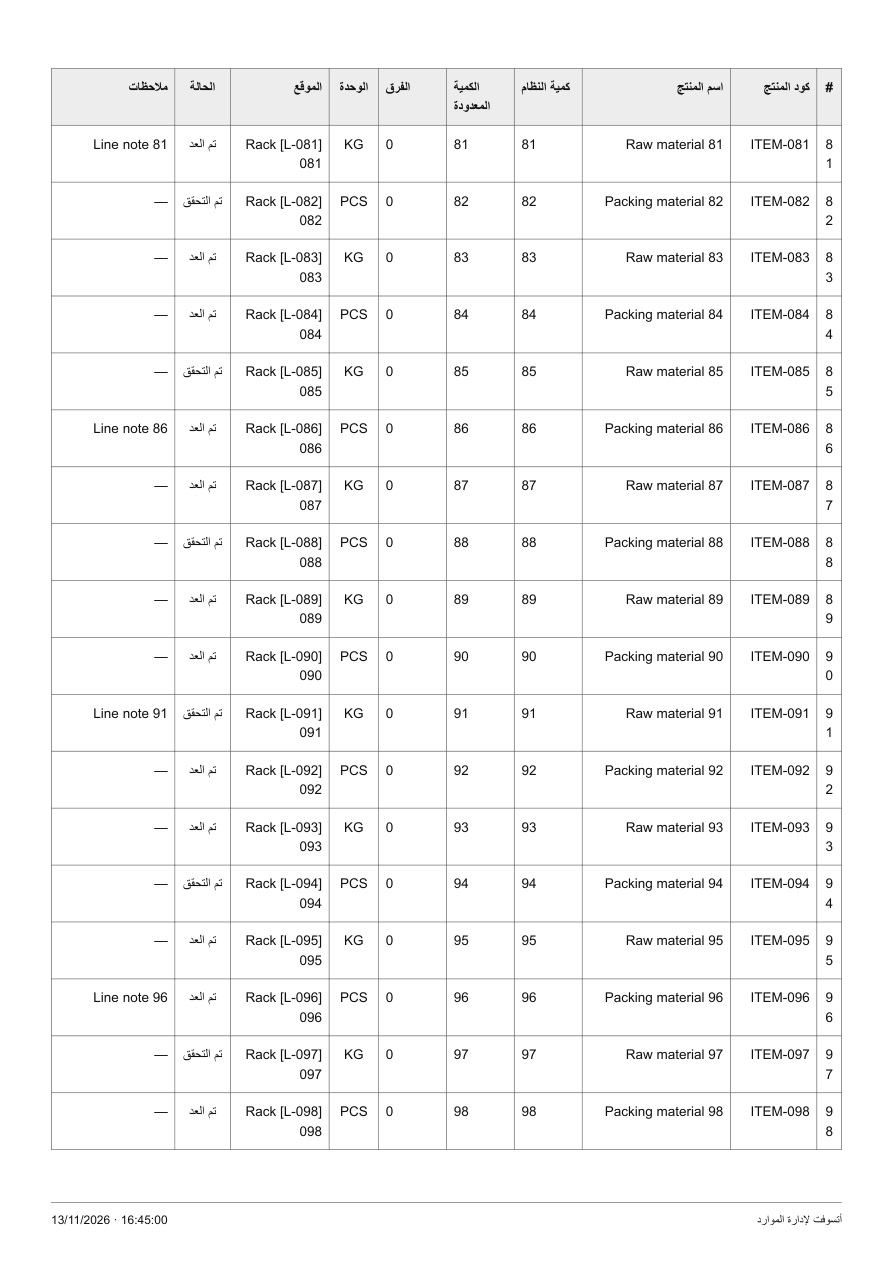 # كود المنتج اسم المنتج كمية النظام الكمية المعدودة الفرق الوحدة الموقع الحالة ملاحظات
81 ITEM-081 Raw material 81 81 81 0 KG Rack [L-081] 081 تم العد Line note 81
82 ITEM-082 Packing material 82 82 82 0 PCS Rack [L-082] 082 تم التحقق —
83 ITEM-083 Raw material 83 83 83 0 KG Rack [L-083] 083 تم العد —
84 ITEM-084 Packing material 84 84 84 0 PCS Rack [L-084] 084 تم العد —
85 ITEM-085 Raw material 85 85 85 0 KG Rack [L-085] 085 تم التحقق —
86 ITEM-086 Packing material 86 86 86 0 PCS Rack [L-086] 086 تم العد Line note 86
87 ITEM-087 Raw material 87 87 87 0 KG Rack [L-087] 087 تم العد —
88 ITEM-088 Packing material 88 88 88 0 PCS Rack [L-088] 088 تم التحقق —
89 ITEM-089 Raw material 89 89 89 0 KG Rack [L-089] 089 تم العد —
90 ITEM-090 Packing material 90 90 90 0 PCS Rack [L-090] 090 تم العد —
91 ITEM-091 Raw material 91 91 91 0 KG Rack [L-091] 091 تم التحقق Line note 91
92 ITEM-092 Packing material 92 92 92 0 PCS Rack [L-092] 092 تم العد —
93 ITEM-093 Raw material 93 93 93 0 KG Rack [L-093] 093 تم العد —
94 ITEM-094 Packing material 94 94 94 0 PCS Rack [L-094] 094 تم التحقق —
95 ITEM-095 Raw material 95 95 95 0 KG Rack [L-095] 095 تم العد —
96 ITEM-096 Packing material 96 96 96 0 PCS Rack [L-096] 096 تم العد Line note 96
97 ITEM-097 Raw material 97 97 97 0 KG Rack [L-097] 097 تم التحقق —
98 ITEM-098 Packing material 98 98 98 0 PCS Rack [L-098] 098 تم العد —
أتسوفت لإدارة الموارد 13/11/2026 · 16:45:00